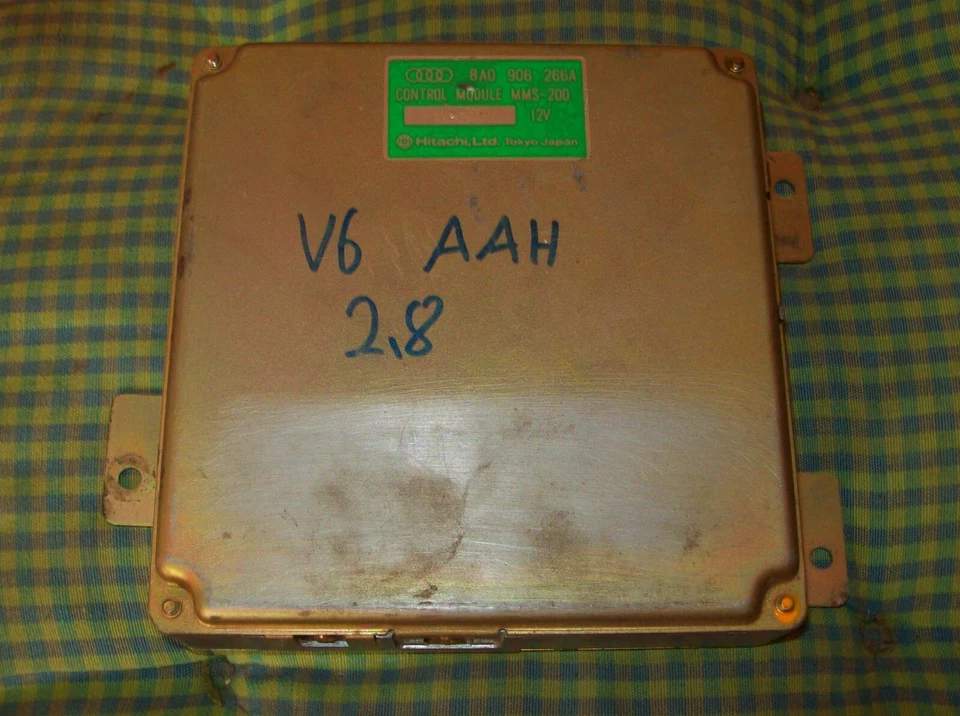 8A0 906 266A
CONTROL MODULE MMS-200
12V
Hitachi, Ltd. Tokyo Japan
V6 AAH
2,8